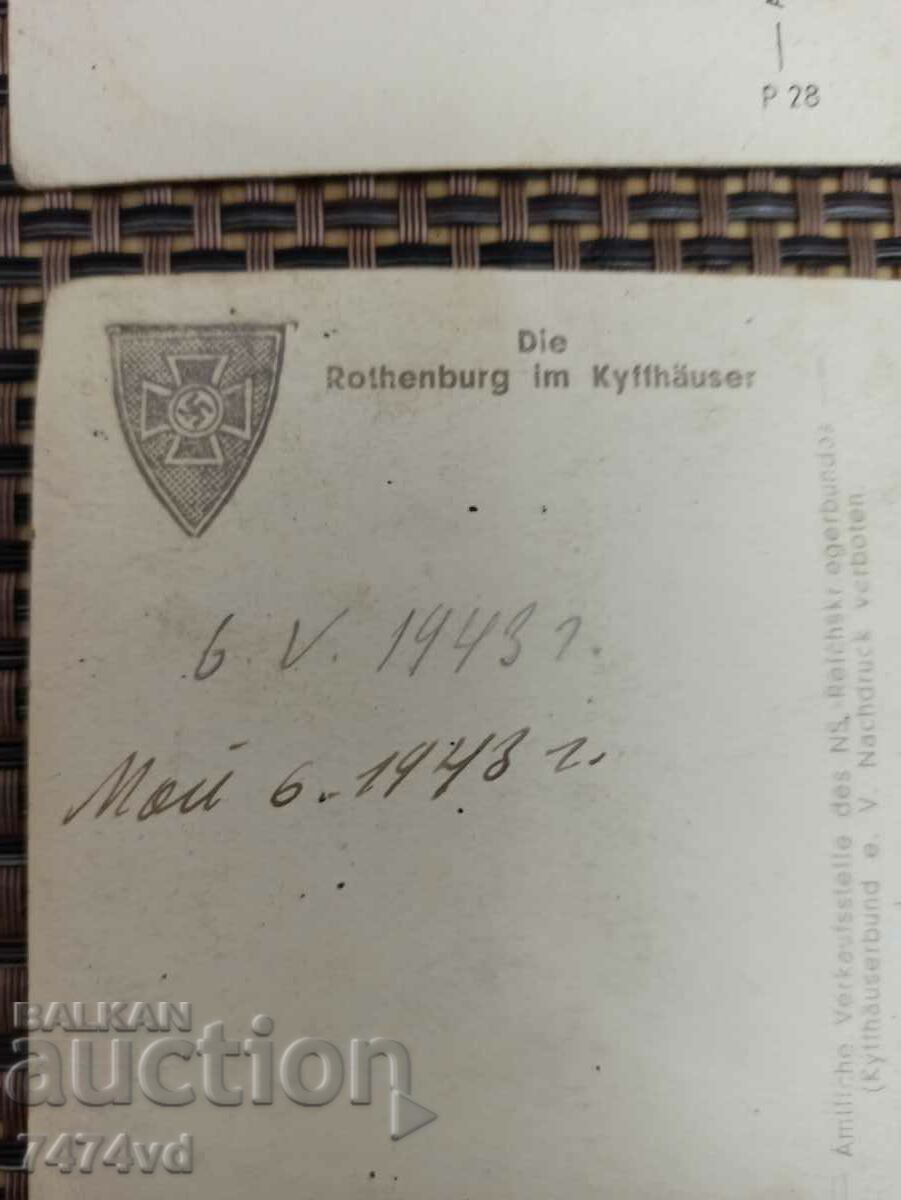 P 28
Die
Rothenburg im Kyffhäuser
6. V. 1943 г.
Май 6. 1943 г.
Amtliche Verkaufsstelle des NS. Reichskriegerbundes
(Kyffhäuserbund e. V. Nachdruck verboten
BALKAN
auction
7474vd